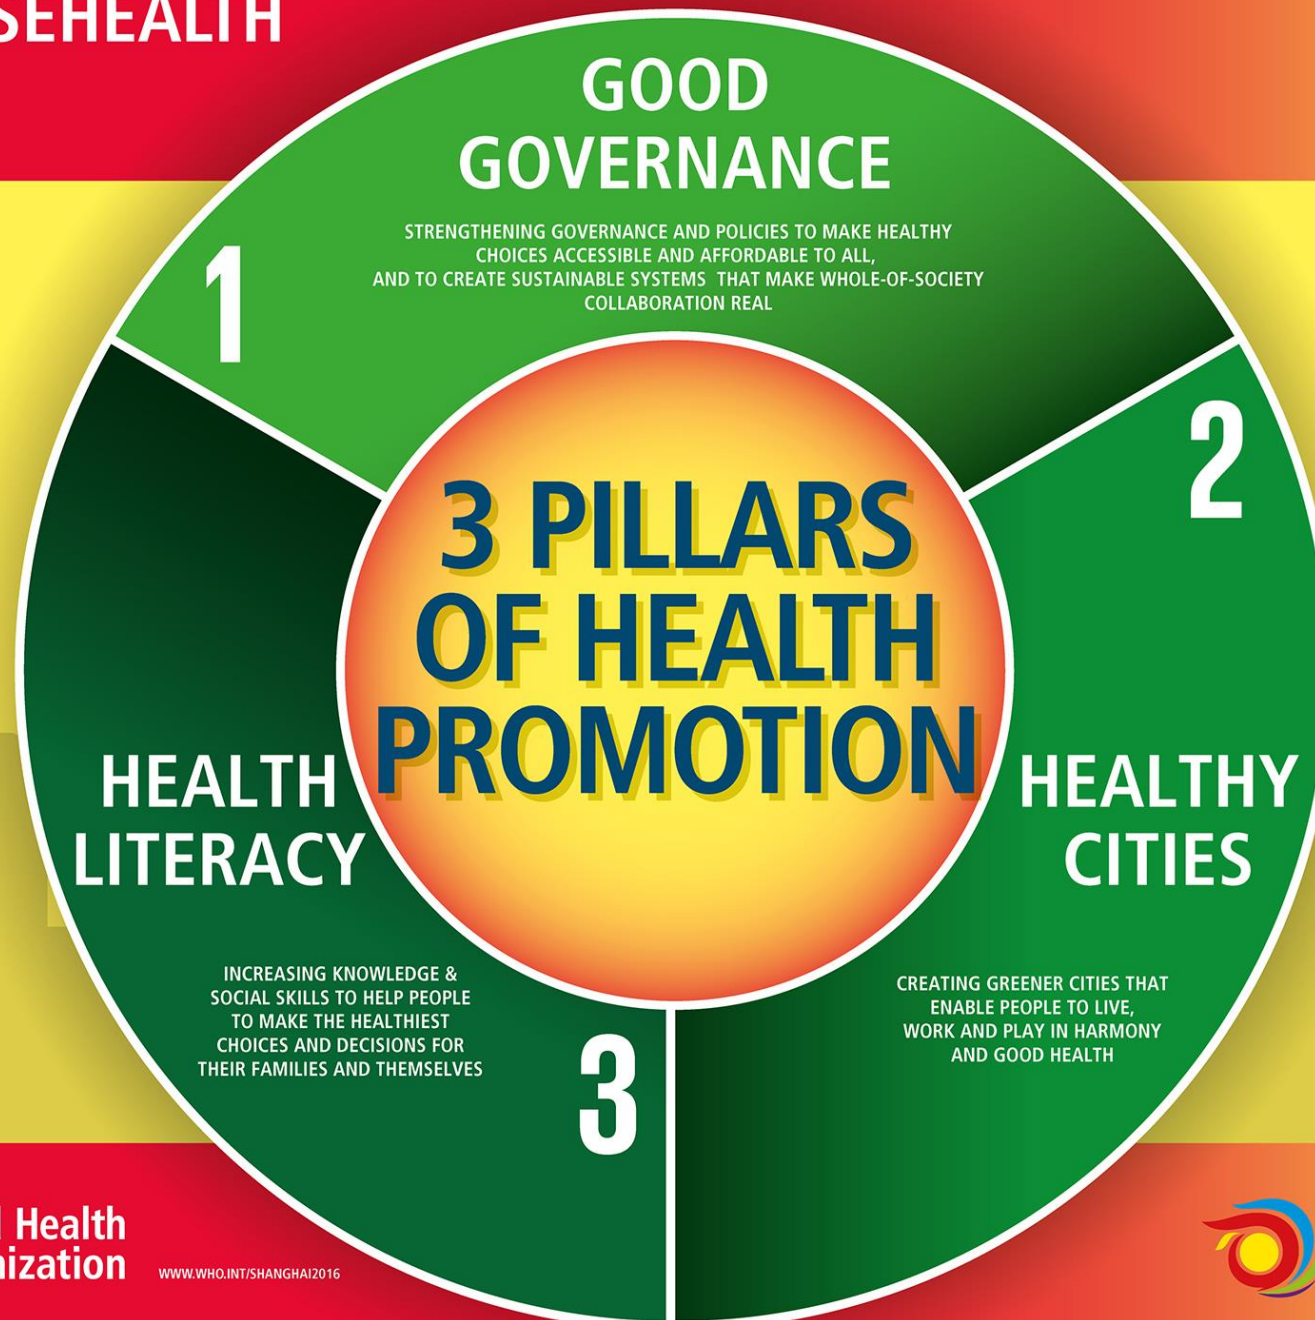 SEHEALTH
GOOD
GOVERNANCE
STRENGTHENING GOVERNANCE AND POLICIES TO MAKE HEALTHY
CHOICES ACCESSIBLE AND AFFORDABLE TO ALL,
AND TO CREATE SUSTAINABLE SYSTEMS THAT MAKE WHOLE-OF-SOCIETY
COLLABORATION REAL
1
2
3 PILLARS
OF HEALTH
PROMOTION
HEALTHY
CITIES
CREATING GREENER CITIES THAT
ENABLE PEOPLE TO LIVE,
WORK AND PLAY IN HARMONY
AND GOOD HEALTH
HEALTH
LITERACY
INCREASING KNOWLEDGE &
SOCIAL SKILLS TO HELP PEOPLE
TO MAKE THE HEALTHIEST
CHOICES AND DECISIONS FOR
THEIR FAMILIES AND THEMSELVES
3
Health
nization
WWW.WHO.INT/SHANGHAI2016